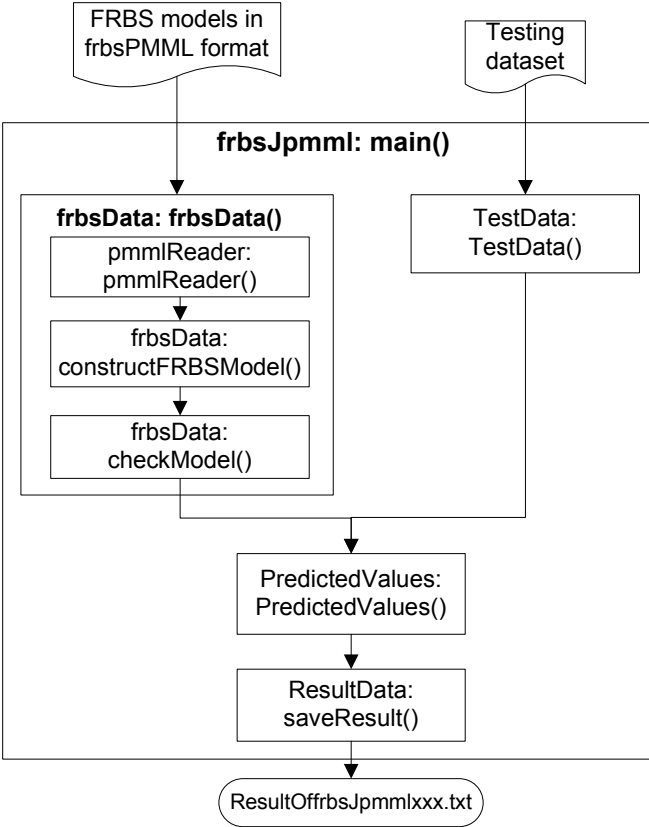 FRBS models in
frbsPMML format
Testing
dataset
frbsJpmml: main()
frbsData: frbsData()
pmmlReader:
pmmlReader()
frbsData:
constructFRBSModel()
frbsData:
checkModel()
TestData:
TestData()
PredictedValues:
PredictedValues()
ResultData:
saveResult()
ResultOffrbsJpmmlxxx.txt